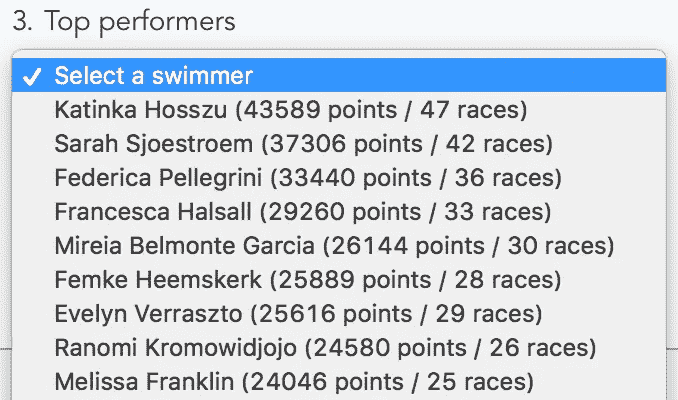 3. Top performers
✓ Select a swimmer
Katinka Hosszu (43589 points / 47 races)
Sarah Sjoestroem (37306 points / 42 races)
Federica Pellegrini (33440 points / 36 races)
Francesca Halsall (29260 points / 33 races)
Mireia Belmonte Garcia (26144 points / 30 races)
Femke Heemskerk (25889 points / 28 races)
Evelyn Verraszto (25616 points / 29 races)
Ranomi Kromowidjojo (24580 points / 26 races)
Melissa Franklin (24046 points / 25 races)